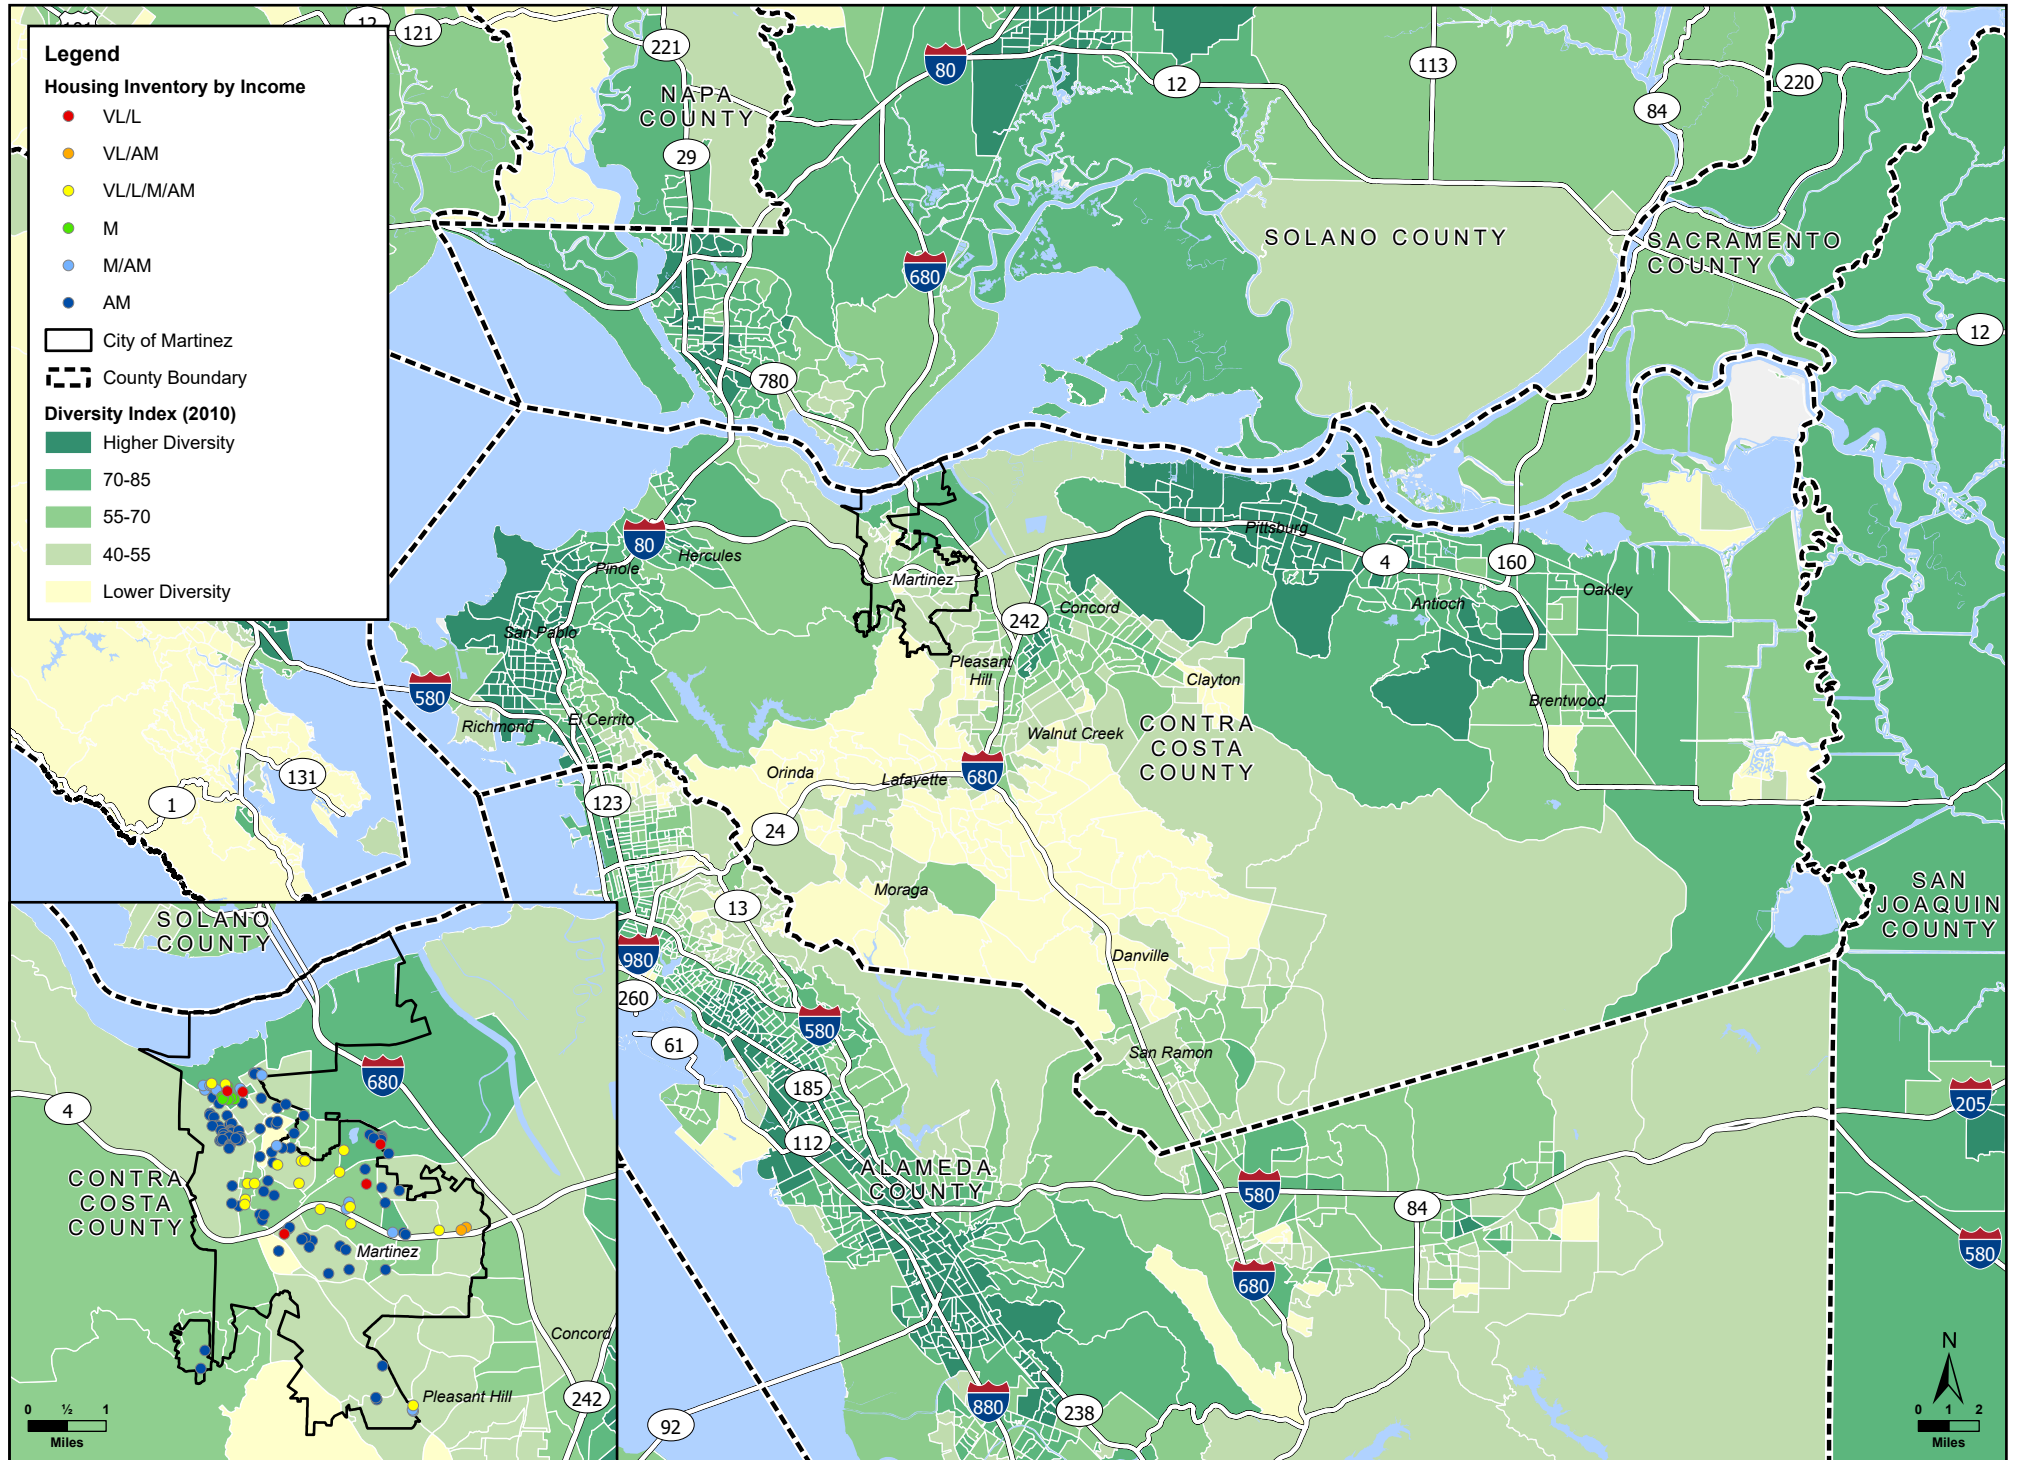 Legend
Housing Inventory by Income
VL/L
VL/AM
VL/L/M/AM
M
M/AM
AM
City of Martinez
County Boundary
Diversity Index (2010)
Higher Diversity
70-85
55-70
40-55
Lower Diversity
12
121
221
80
12
113
84
220
NAPA
COUNTY
29
680
SOLANO COUNTY
SACRAMENTO
COUNTY
12
780
80
Hercules
Pinole
Martinez
Pittsburg
4
160
Oakley
Antioch
Concord
242
San Pablo
Pleasant
Hill
Clayton
580
Richmond
El Cerrito
Brentwood
Walnut Creek
CONTRA
COSTA
COUNTY
131
1
Orinda
Lafayette
680
123
24
Moraga
13
SAN
JOAQUIN
COUNTY
Danville
980
260
580
61
San Ramon
185
205
112
ALAMEDA
COUNTY
580
84
580
680
880
238
92
N
0 1 2
Miles
SOLANO
COUNTY
680
4
CONTRA
COSTA
COUNTY
Martinez
Concord
Pleasant Hill
242
0 ½ 1
Miles